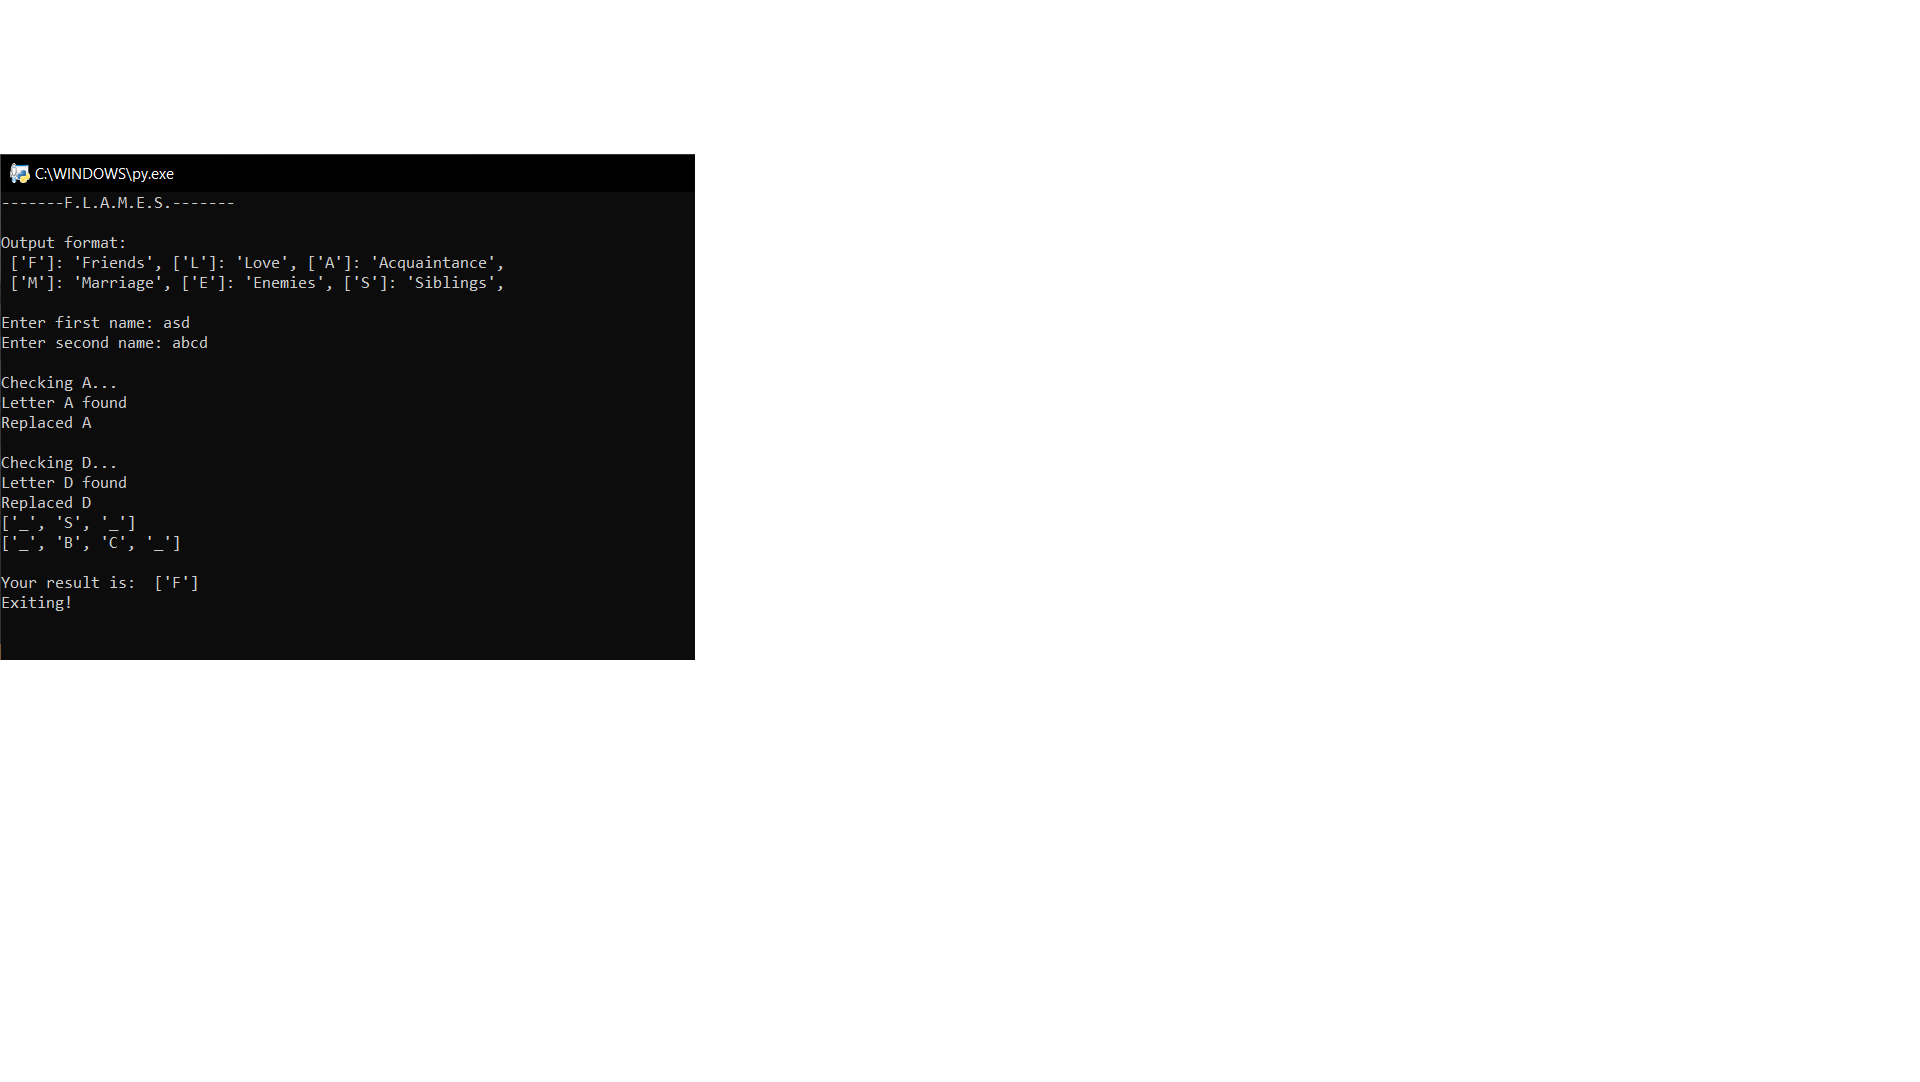 C:\WINDOWS\py.exe
-------F.L.A.M.E.S.-------
Output format:
['F']: 'Friends', ['L']: 'Love', ['A']: 'Acquaintance',
['M']: 'Marriage', ['E']: 'Enemies', ['S']: 'Siblings',
Enter first name: asd
Enter second name: abcd
Checking A...
Letter A found
Replaced A
Checking D...
Letter D found
Replaced D
['_', 'S', '_']
['_', 'B', 'C', '_']
Your result is:  ['F']
Exiting!